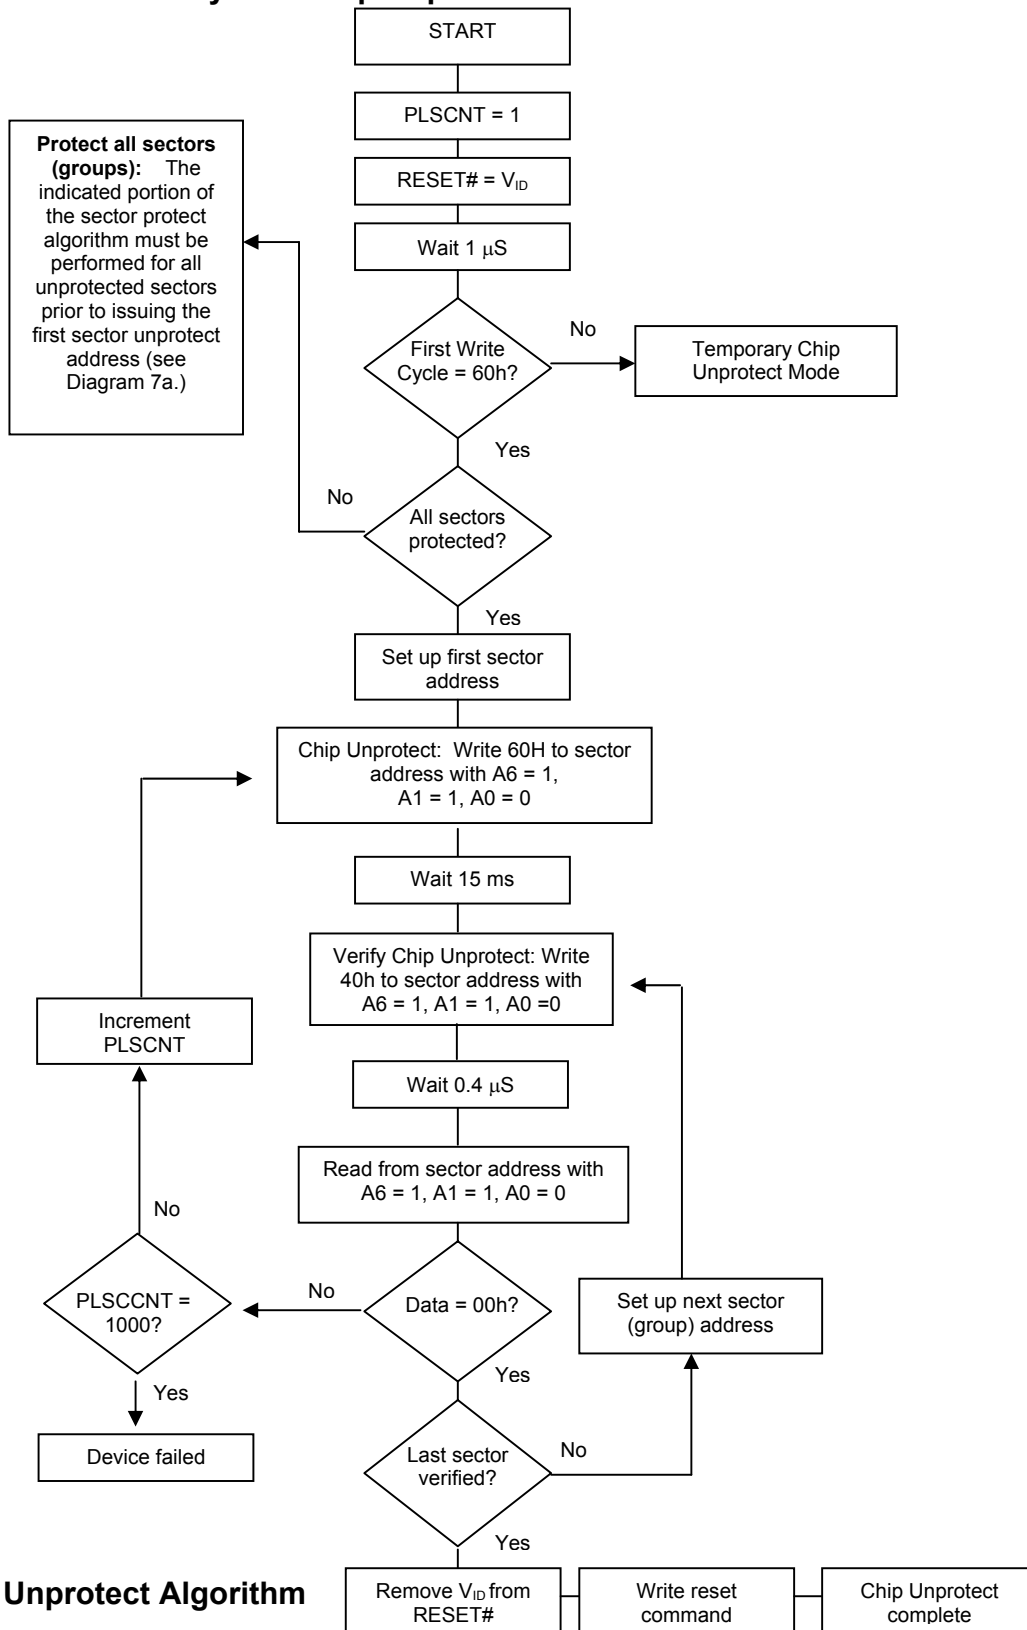 START
PLSCNT = 1
RESET# = VID
Wait 1 μS
Protect all sectors
(groups): The
indicated portion of
the sector protect
algorithm must be
performed for all
unprotected sectors
prior to issuing the
first sector unprotect
address (see
Diagram 7a.)
First Write
Cycle = 60h?
No
Temporary Chip
Unprotect Mode
Yes
All sectors
protected?
No
Yes
Set up first sector
address
Chip Unprotect: Write 60H to sector
address with A6 = 1,
A1 = 1, A0 = 0
Wait 15 ms
Verify Chip Unprotect: Write
40h to sector address with
A6 = 1, A1 = 1, A0 =0
Increment
PLSCNT
Wait 0.4 μS
Read from sector address with
A6 = 1, A1 = 1, A0 = 0
No
PLSCCNT =
1000?
No
Data = 00h?
Set up next sector
(group) address
Yes
Yes
Device failed
Last sector
verified?
No
Yes
Unprotect Algorithm
Remove VID from
RESET#
Write reset
command
Chip Unprotect
complete